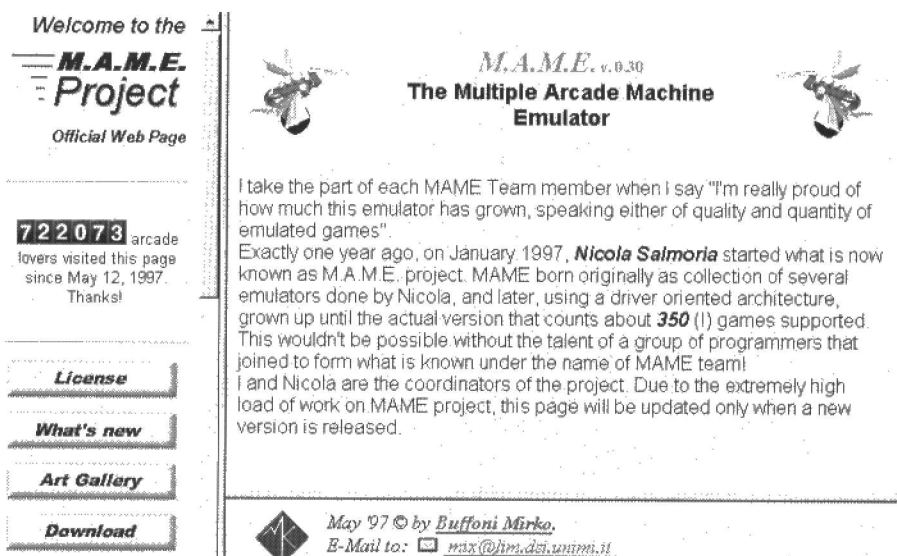 Welcome to the
M.A.M.E.
Project
Official Web Page
722073 arcade
lovers visited this page
since May 12, 1997.
Thanks!
License
What's new
Art Gallery
Download
M.A.M.E. v.0.30
The Multiple Arcade Machine
Emulator
I take the part of each MAME Team member when I say "I'm really proud of
how much this emulator has grown, speaking either of quality and quantity of
emulated games".
Exactly one year ago, on January 1997, Nicola Salmoria started what is now
known as M.A.M.E. project. MAME born originally as collection of several
emulators done by Nicola, and later, using a driver oriented architecture,
grown up until the actual version that counts about 350 (!) games supported.
This wouldn't be possible without the talent of a group of programmers that
joined to form what is known under the name of MAME team!
I and Nicola are the coordinators of the project. Due to the extremely high
load of work on MAME project, this page will be updated only when a new
version is released.
May '97 © by Buffoni Mirko.
E-Mail to: mix@lim.dsi.unimi.it